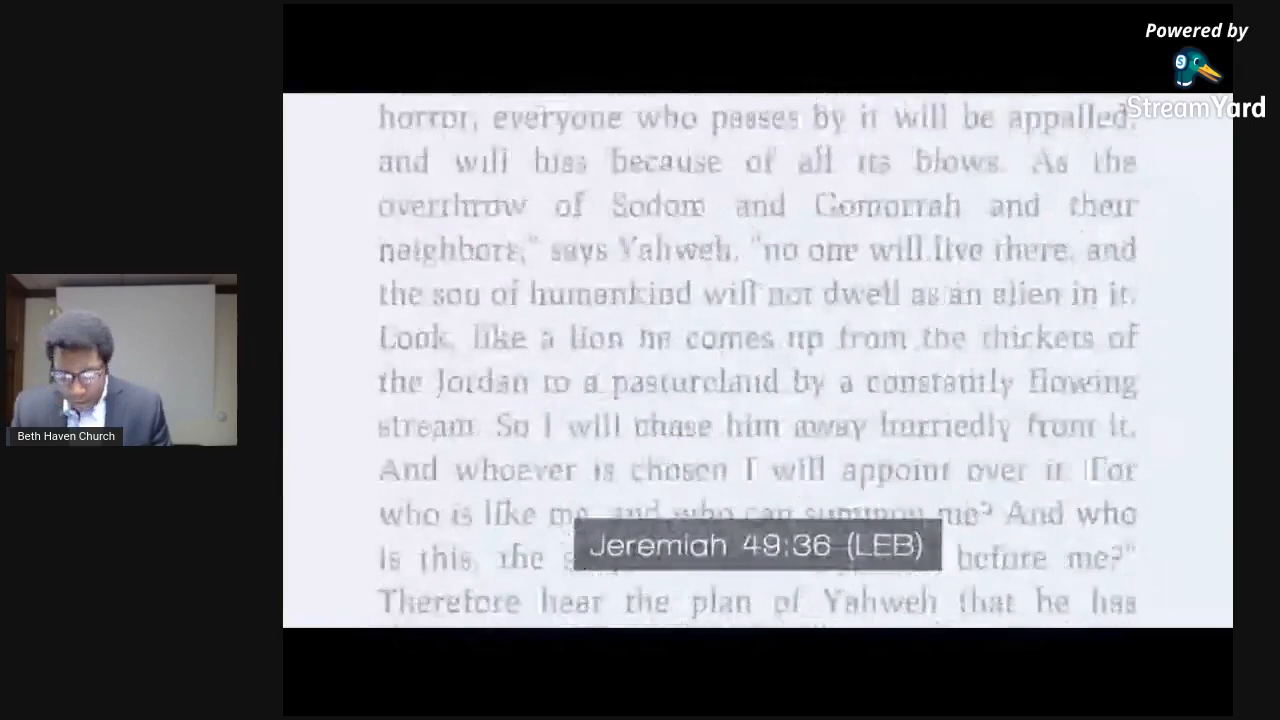 Powered by
StreamYard
horror, everyone who passes by it will be appalled,
and will hiss because of all its blows. As the
overthrow of Sodom and Gomorrah and their
neighbors," says Yahweh, "no one will live there, and
the son of humankind will not dwell as an alien in it.
Look, like a lion he comes up from the thickets of
the Jordan to a pastureland by a constantly flowing
stream. So I will chase him away hurriedly from it.
And whoever is chosen I will appoint over it. For
who is like me, and who can summon me? And who
is this, the before me?"
Therefore hear the plan of Yahweh that he has
Jeremiah 49:36 (LEB)
Beth Haven Church